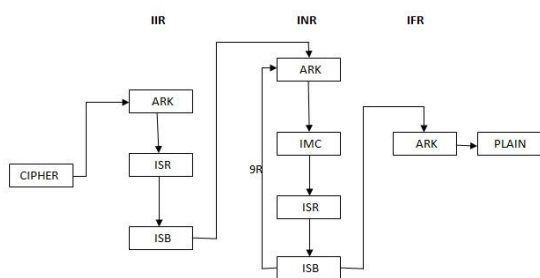 IIR INR IFR
ARK
ARK
CIPHER
ISR
ISB
9R
IMC
ISR
ISB
ARK
PLAIN